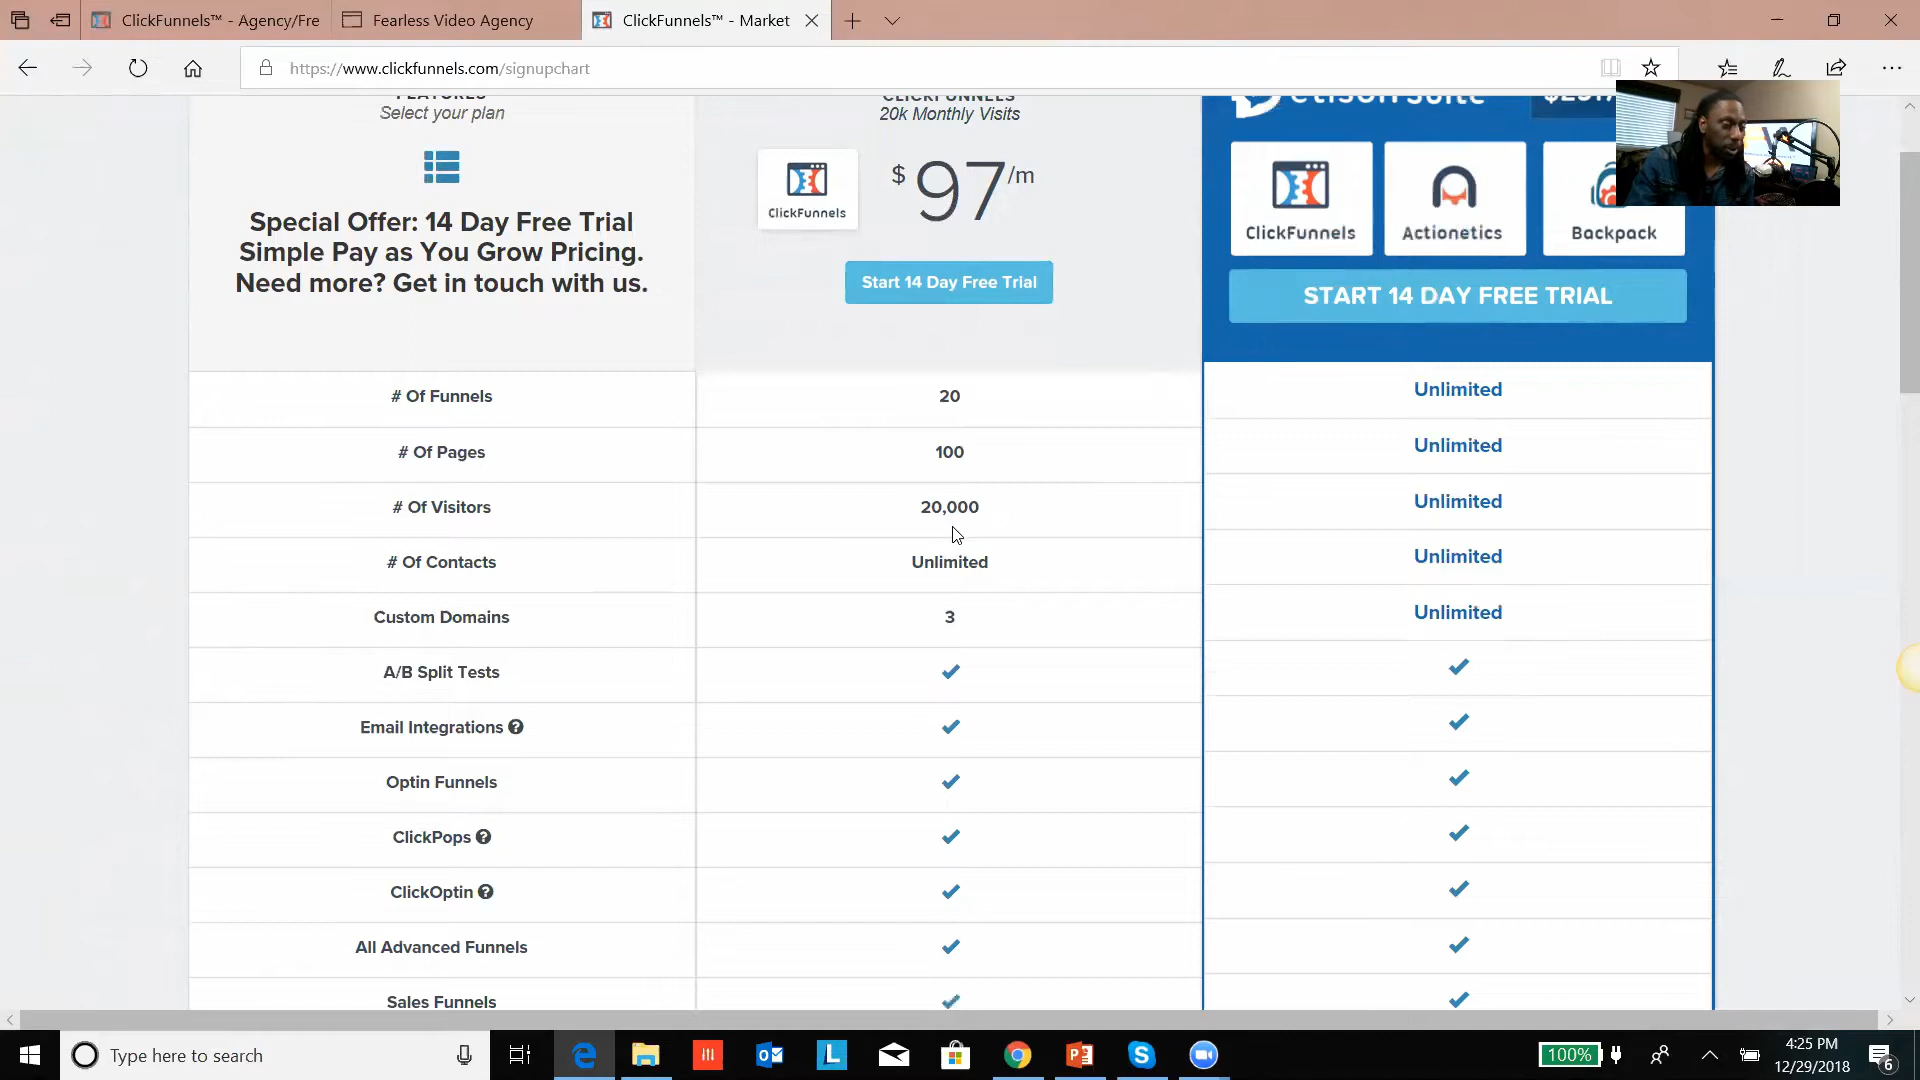 ClickFunnels™ - Agency/Fre
Fearless Video Agency
ClickFunnels™ - Market
https://www.clickfunnels.com/signupchart
FEATURES
Select your plan
Special Offer: 14 Day Free Trial
Simple Pay as You Grow Pricing.
Need more? Get in touch with us.
CLICKFUNNELS
20k Monthly Visits
ClickFunnels
$97/m
Start 14 Day Free Trial
etison suite
ClickFunnels
Actionetics
Backpack
START 14 DAY FREE TRIAL
# Of Funnels 20 Unlimited
# Of Pages 100 Unlimited
# Of Visitors 20,000 Unlimited
# Of Contacts Unlimited Unlimited
Custom Domains 3 Unlimited
A/B Split Tests
Email Integrations
Optin Funnels
ClickPops
ClickOptin
All Advanced Funnels
Sales Funnels
Type here to search
100%
4:25 PM
12/29/2018
6